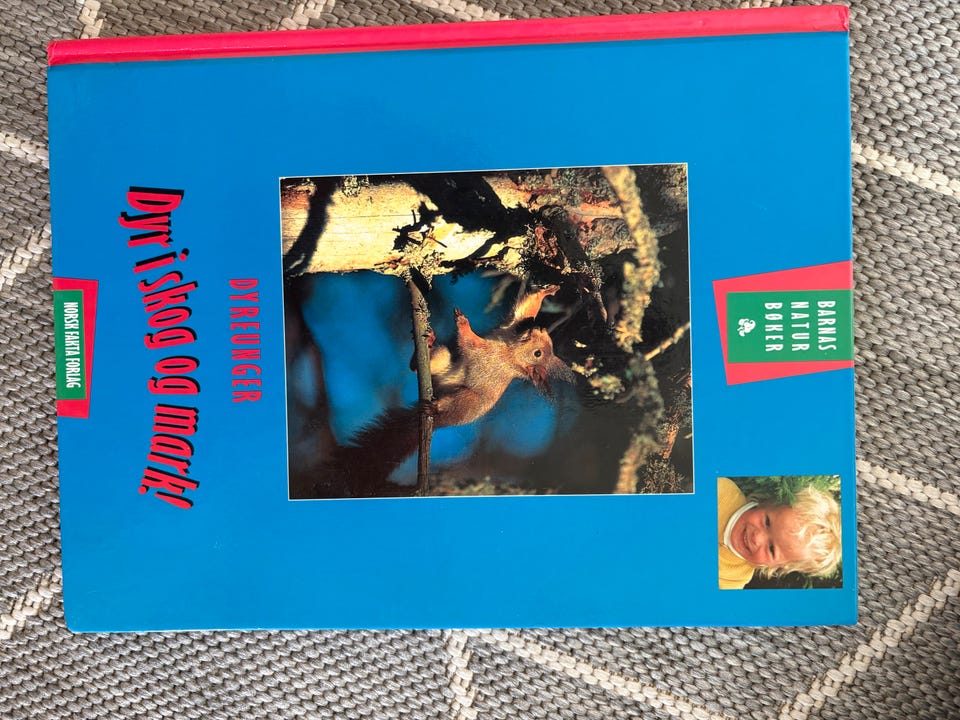 BARNAS
NATUR
BØKER
DYREUNGER
Dyr i skog og mark!
NORSK FAKTA FORLAG